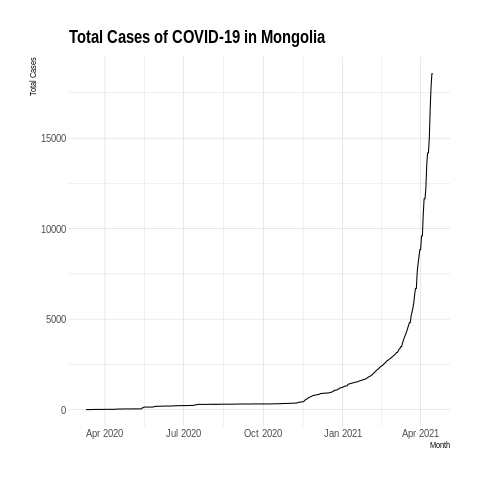 Total Cases of COVID-19 in Mongolia
Total Cases
15000
10000
5000
0
Apr 2020 Jul 2020 Oct 2020 Jan 2021 Apr 2021
Month